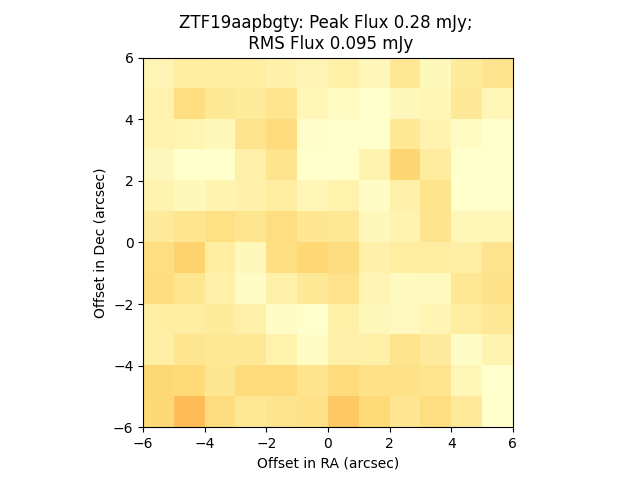 ZTF19aapbgty: Peak Flux 0.28 mJy;
RMS Flux 0.095 mJy
6
4
2
0
−2
−4
−6
Offset in Dec (arcsec)
−6 −4 −2 0 2 4 6
Offset in RA (arcsec)